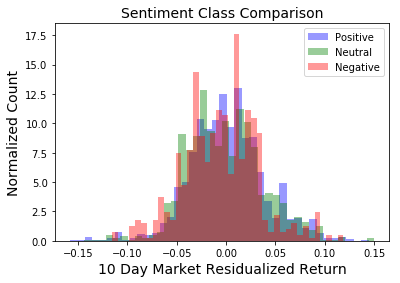 Sentiment Class Comparison
Positive
Neutral
Negative
Normalized Count
17.5
15.0
12.5
10.0
7.5
5.0
2.5
0.0
−0.15 −0.10 −0.05 0.00 0.05 0.10 0.15
10 Day Market Residualized Return